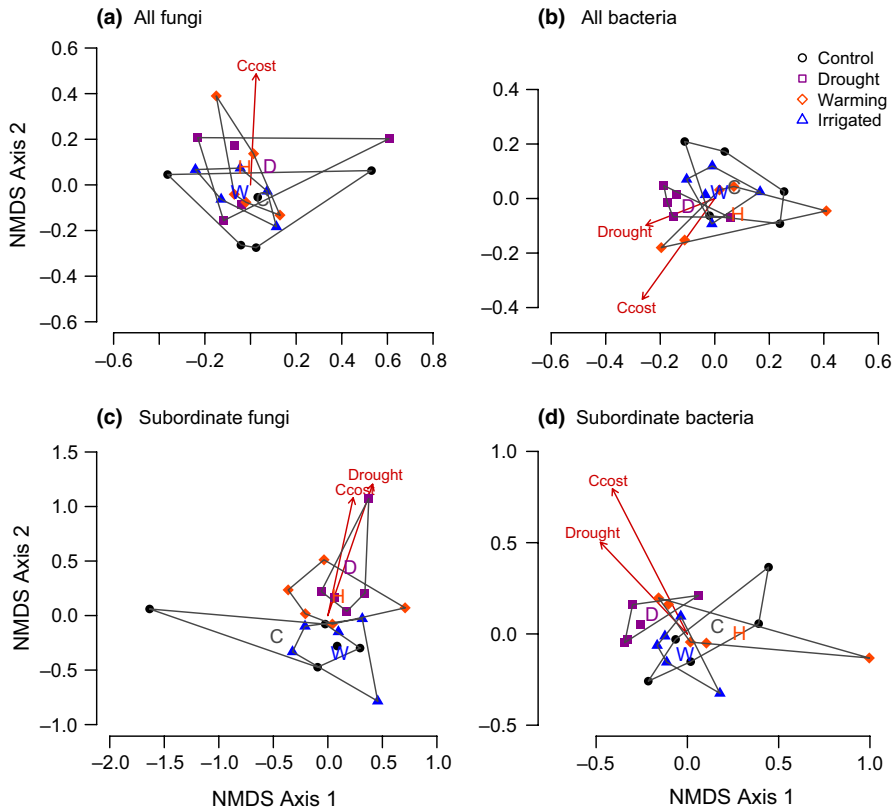 (a) All fungi
(b) All bacteria
Control
Drought
Warming
Irrigated
NMDS Axis 2
0.6
0.4
0.2
0.0
–0.2
–0.4
–0.6
Ccost
H
D
W
C
–0.6
–0.2
0.2
0.6
0.8
0.4
0.2
0.0
–0.2
–0.4
C
W
D
H
Drought
Ccost
–0.6
–0.4
–0.2
0.0
0.2
0.4
0.6
(c) Subordinate fungi
(d) Subordinate bacteria
NMDS Axis 2
1.5
1.0
0.5
0.0
–0.5
–1.0
Drought
Ccost
D
H
C
W
–2.0
–1.5
–1.0
–0.5
0.0
0.5
1.0
NMDS Axis 1
1.0
0.5
0.0
–0.5
Ccost
Drought
D
C
H
W
–0.5
0.0
0.5
1.0
NMDS Axis 1